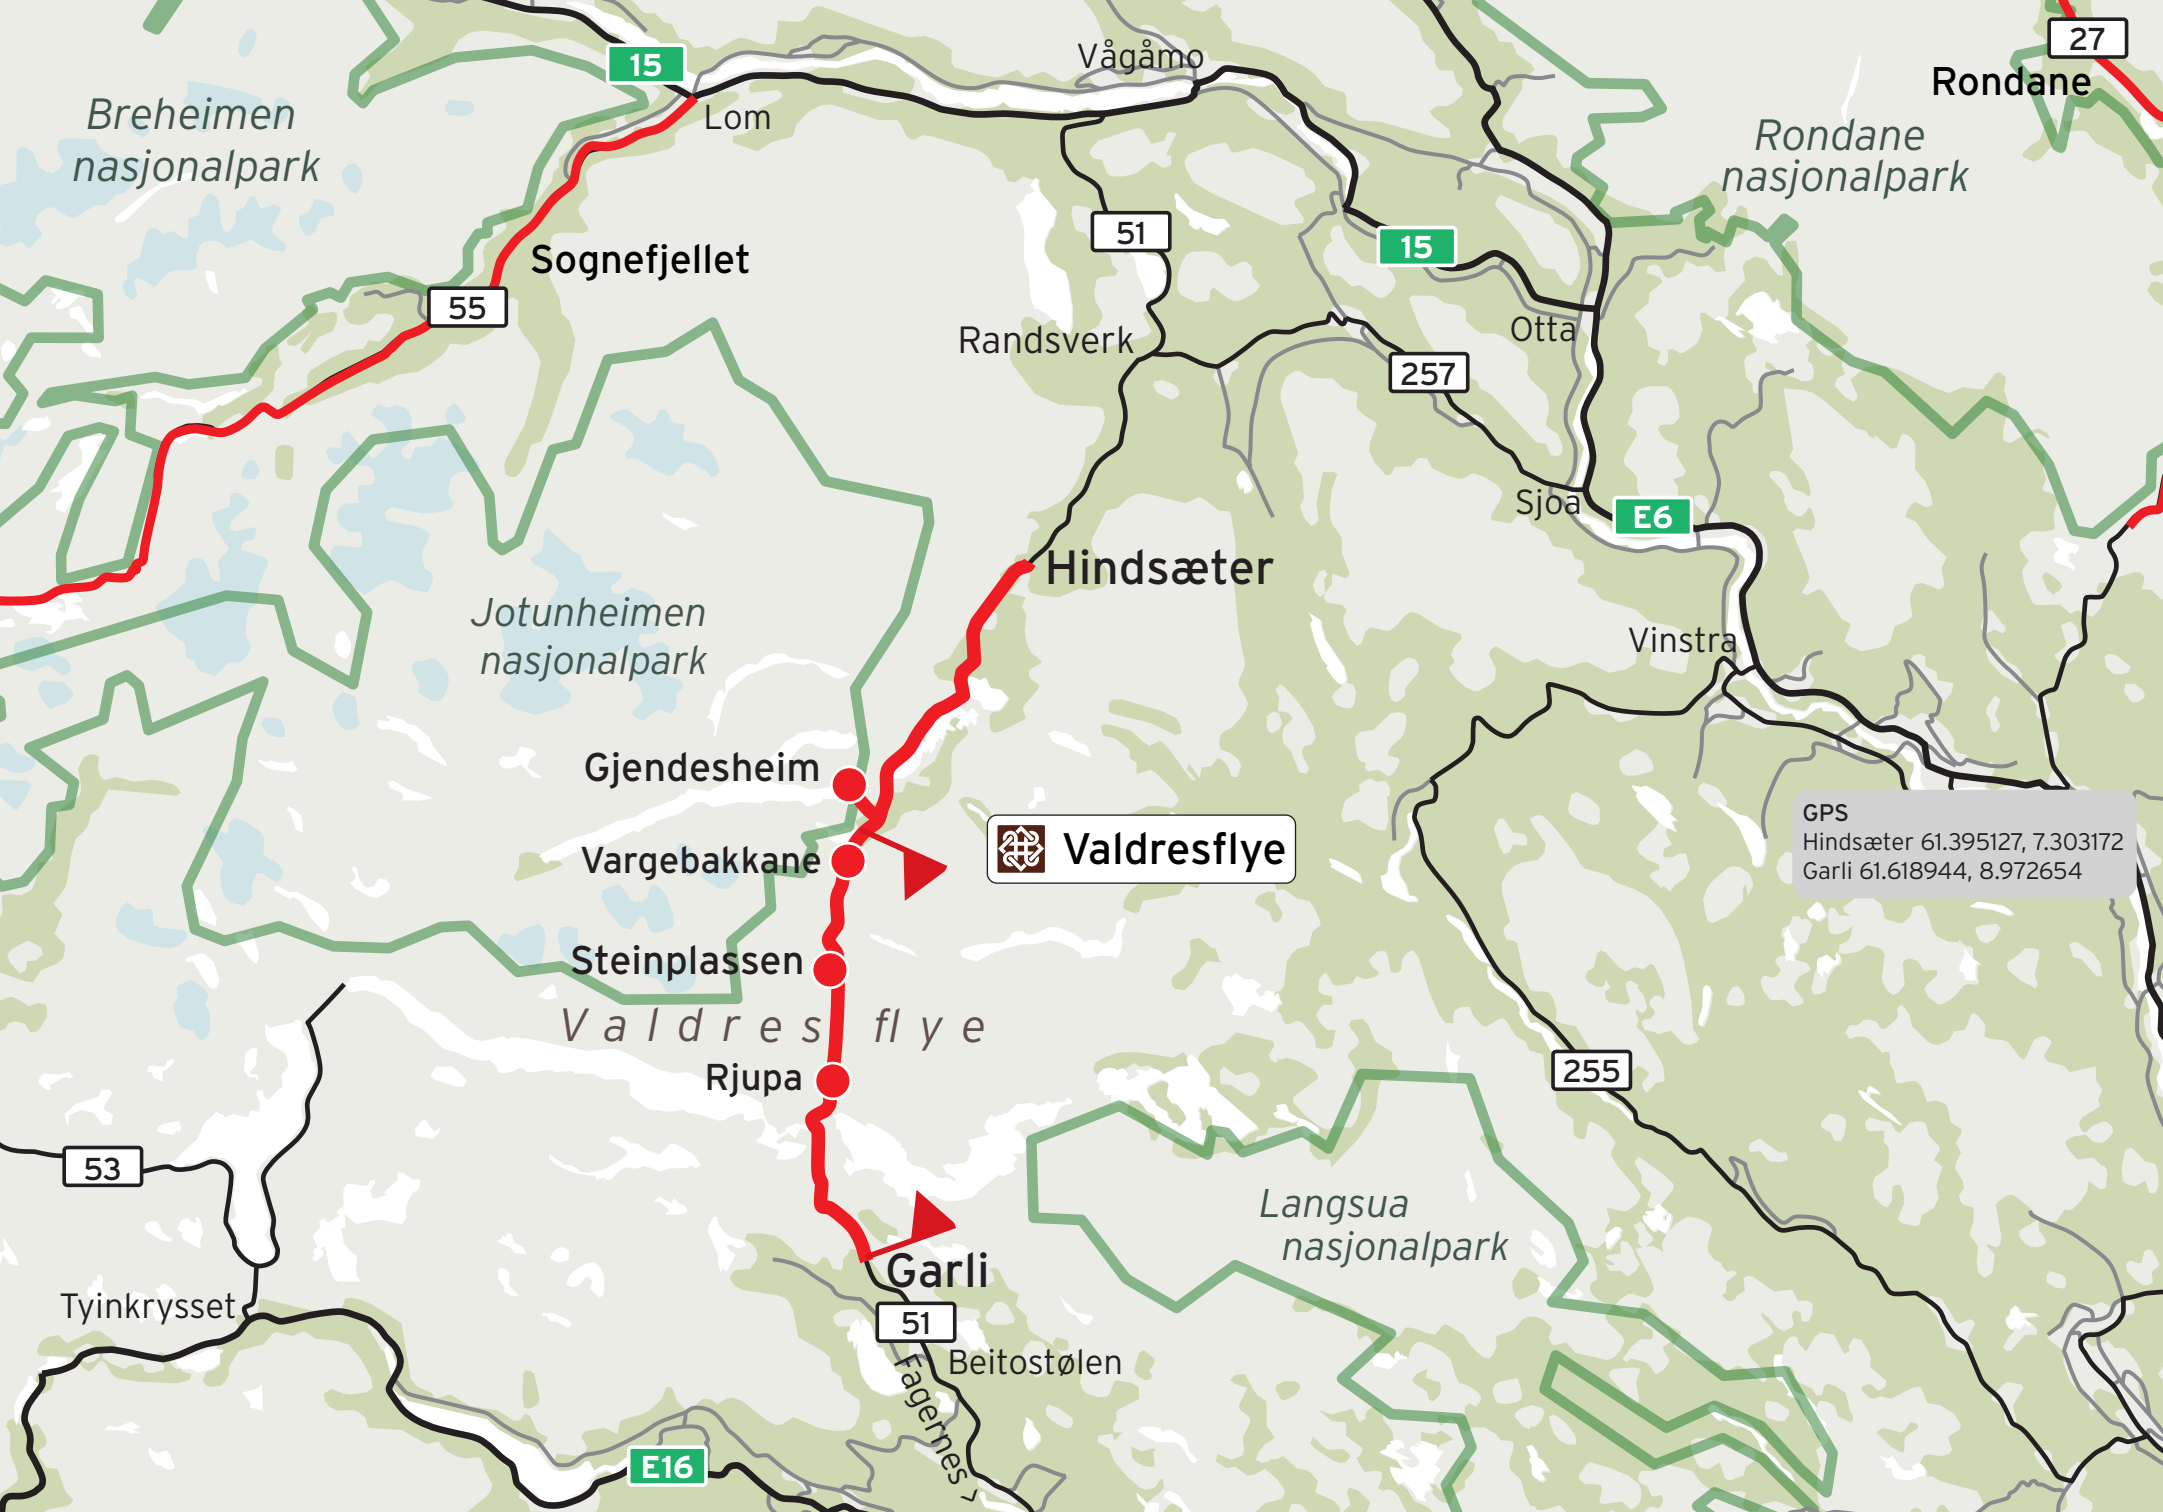 27
Rondane
15
Vågåmo
Lom
Breheimen
nasjonalpark
Rondane
nasjonalpark
51
15
Sognefjellet
55
Randsverk
Otta
257
Sjoa
E6
Hindsæter
Jotunheimen
nasjonalpark
Vinstra
Gjendesheim
Vargebakkane
Valdresflye
GPS
Hindsæter 61.395127, 7.303172
Garli 61.618944, 8.972654
Steinplassen
Valdresflye
Rjupa
255
53
Langsua
nasjonalpark
Garli
Tyinkrysset
51
Beitostølen
Fagernes >
E16